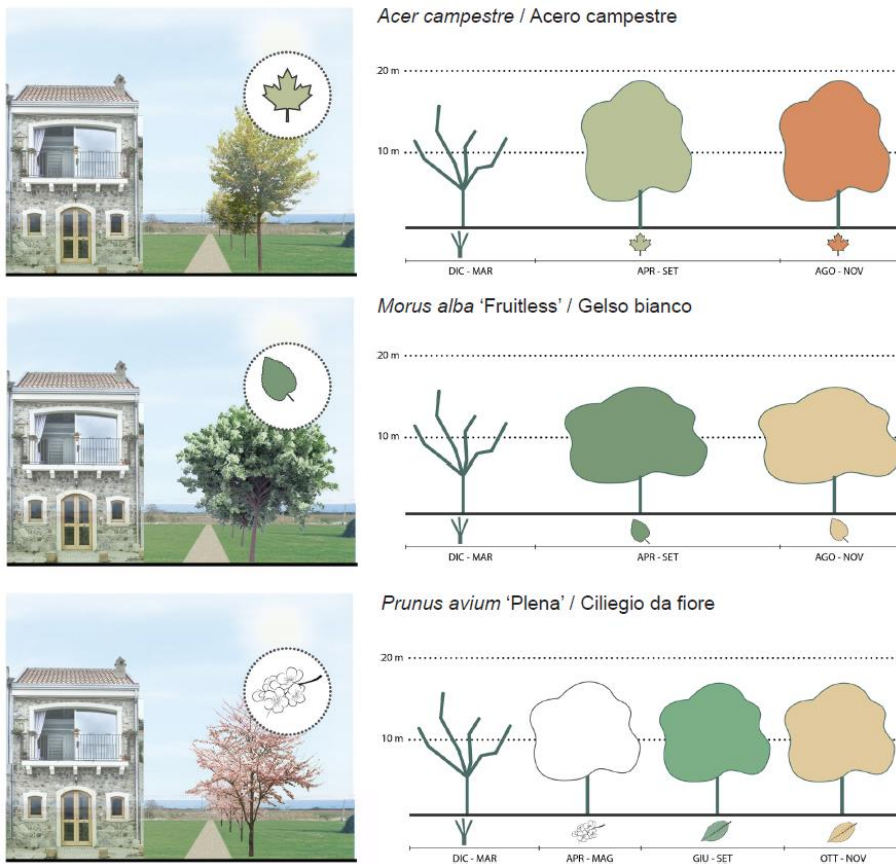 Acer campestre / Acero campestre
20 m
10 m
DIC - MAR APR - SET AGO - NOV
Morus alba ‘Fruitless’ / Gelso bianco
20 m
10 m
DIC - MAR APR - SET AGO - NOV
Prunus avium ‘Plena’ / Ciliegio da fiore
20 m
10 m
DIC - MAR APR - MAG GIU - SET OTT - NOV